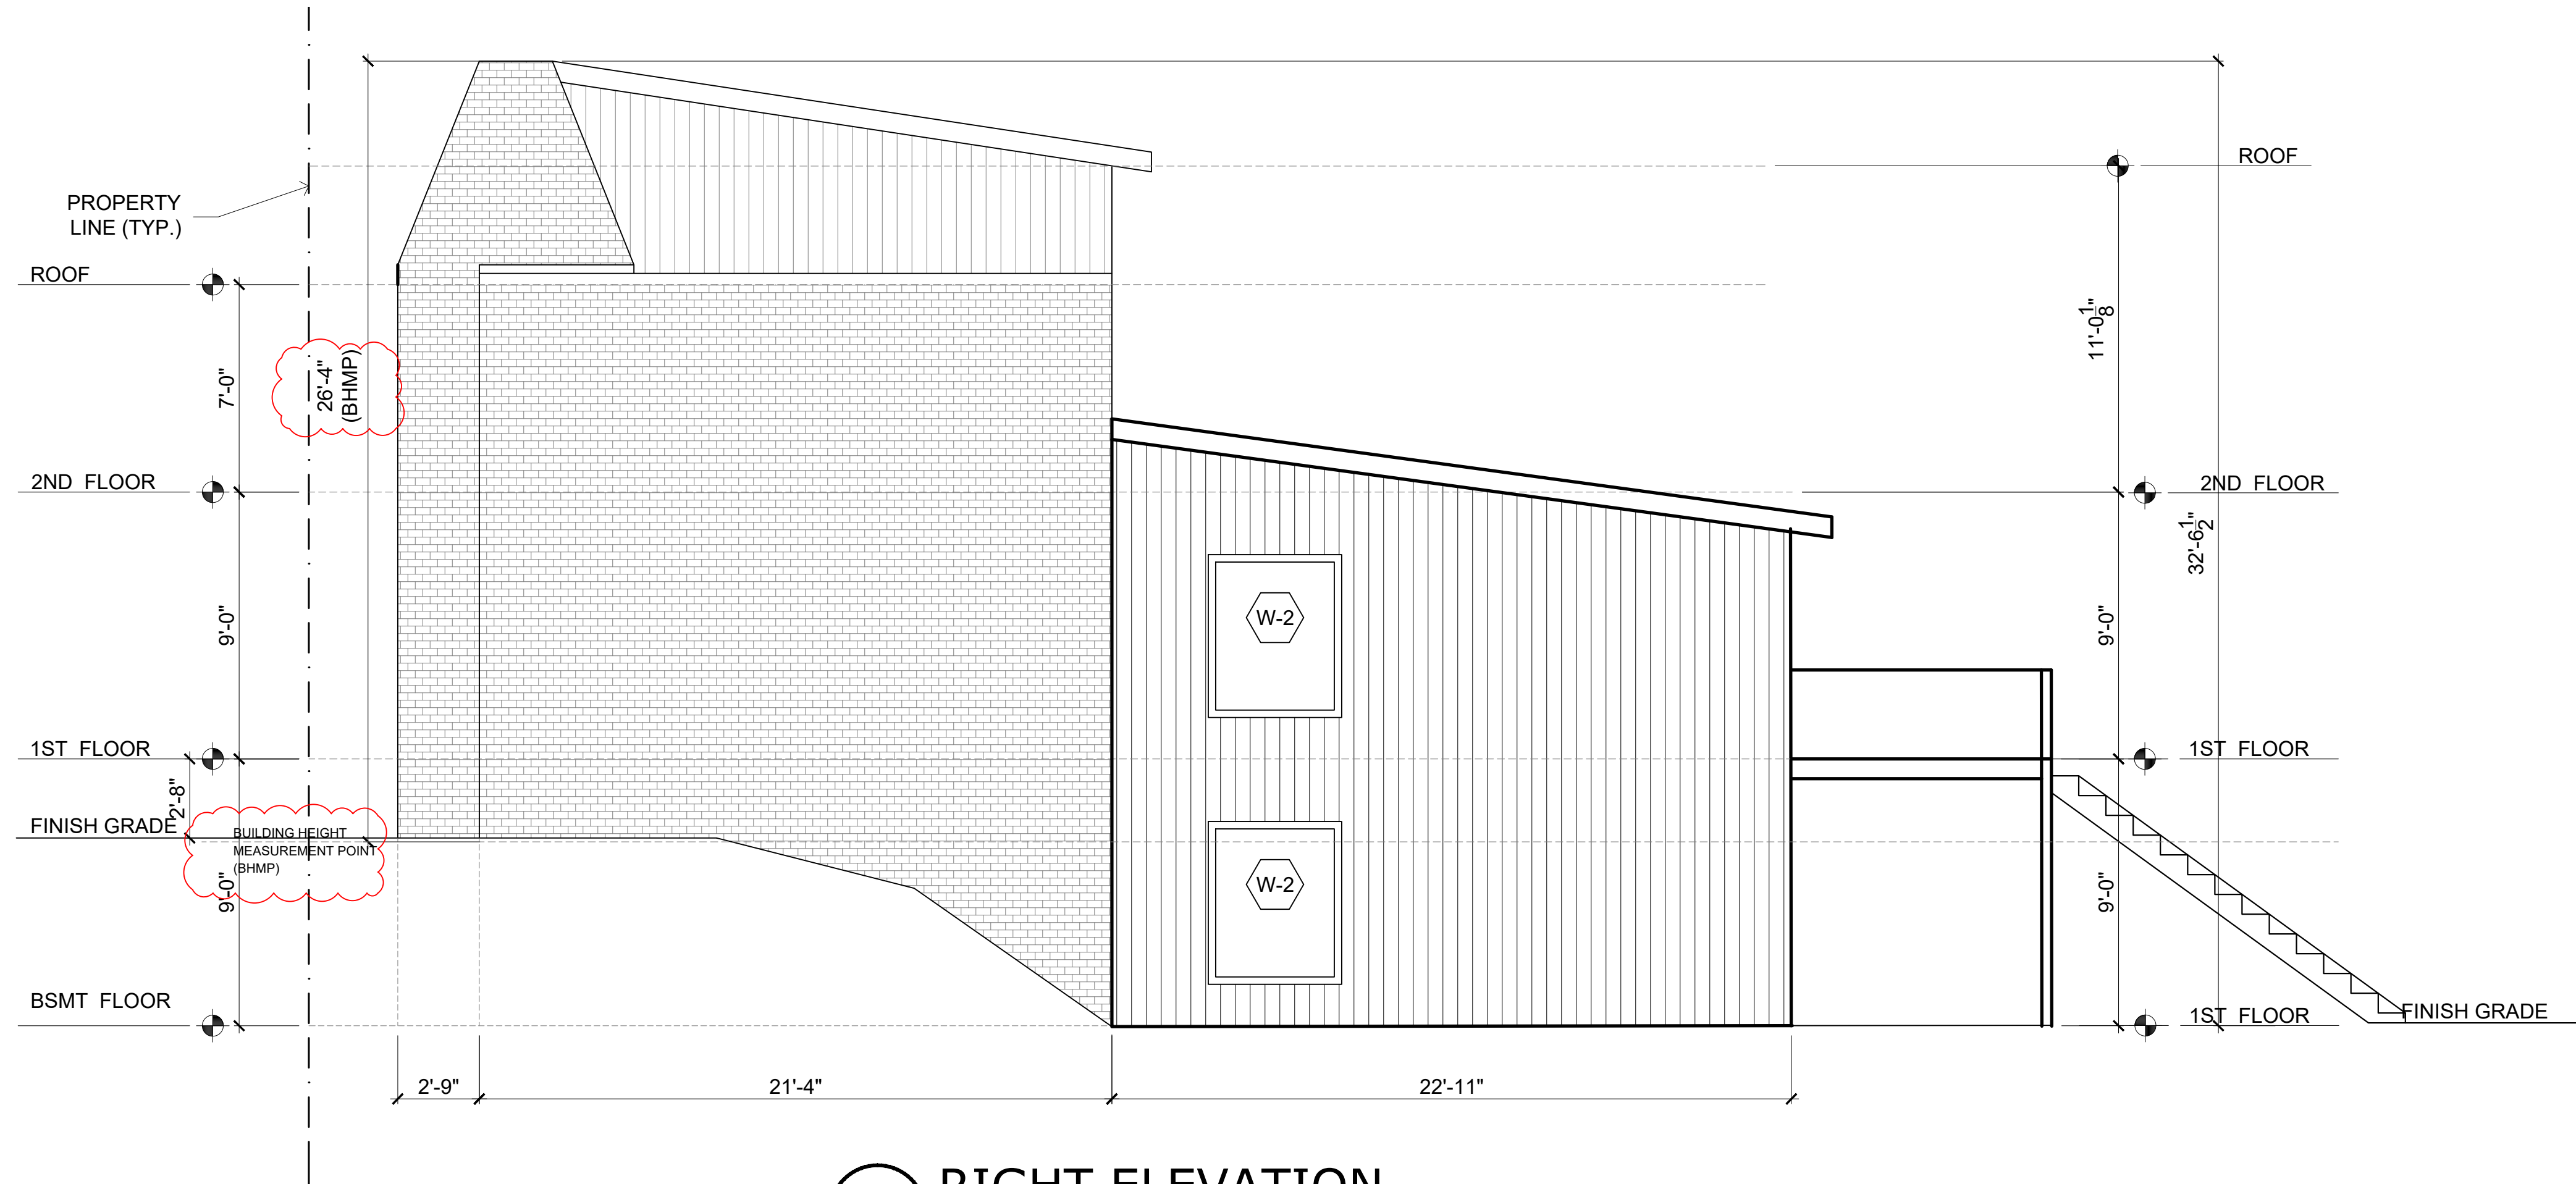 ROOF
PROPERTY
LINE (TYP.)
ROOF
11'-0 1/8"
7'-0"
26'-4"
(BHMP)
2ND FLOOR
2ND FLOOR
32'-6 1/2"
9'-0"
W-2
9'-0"
1ST FLOOR
1ST FLOOR
2'-8"
FINISH GRADE
BUILDING HEIGHT
MEASUREMENT POINT
(BHMP)
9'-0"
W-2
9'-0"
BSMT FLOOR
1ST FLOOR
FINISH GRADE
2'-9"
21'-4"
22'-11"
RIGHT ELEVATION